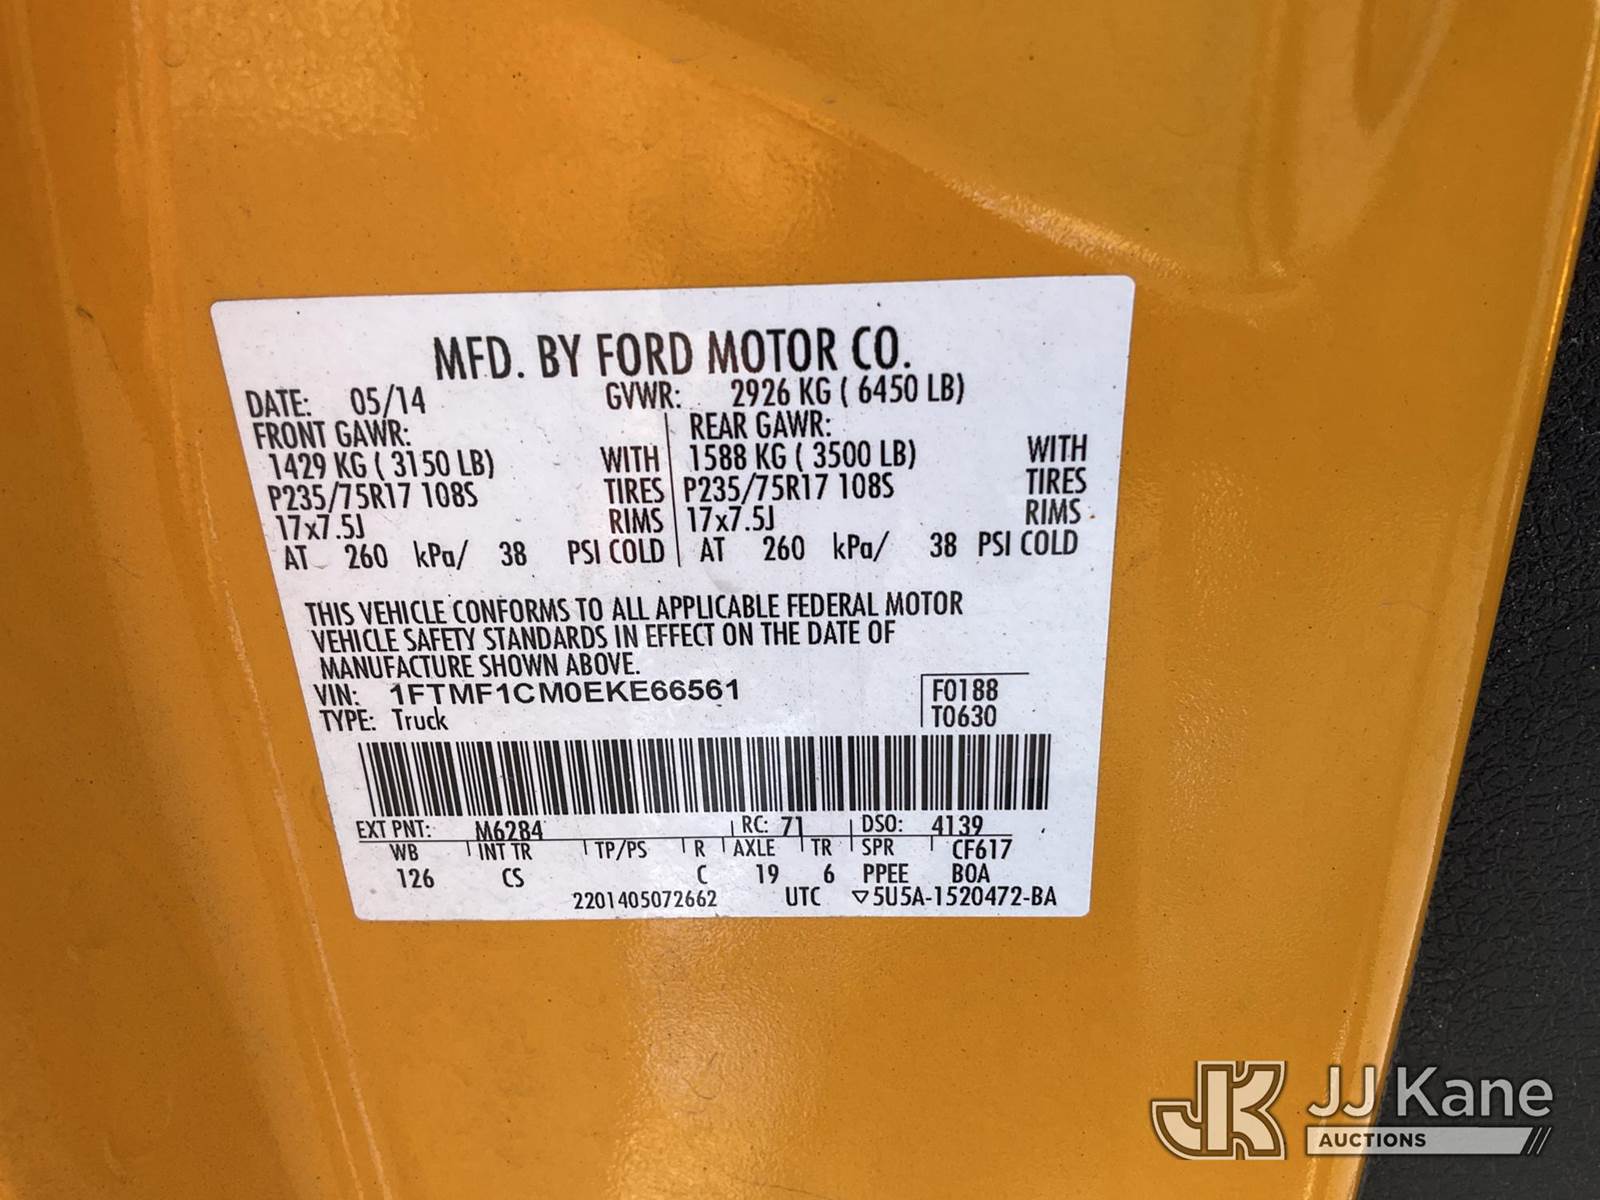 MFD. BY FORD MOTOR CO.
DATE: 05/14 GVWR: 2926 KG ( 6450 LB)
FRONT GAWR: REAR GAWR:
1429 KG ( 3150 LB) WITH 1588 KG ( 3500 LB) WITH
P235/75R17 108S TIRES P235/75R17 108S TIRES
17x7.5J RIMS 17x7.5J RIMS
AT 260 kPa/ 38 PSI COLD AT 260 kPa/ 38 PSI COLD
THIS VEHICLE CONFORMS TO ALL APPLICABLE FEDERAL MOTOR
VEHICLE SAFETY STANDARDS IN EFFECT ON THE DATE OF
MANUFACTURE SHOWN ABOVE.
VIN: 1FTMF1CM0EKE66561 F0188
TYPE: Truck T0630
EXT PNT: M6284 RC: 71 DSO: 4139
WB INT TR TP/PS R AXLE TR SPR CF617
126 CS C 19 6 PPEE B0A
2201405072662 UTC ▽5U5A-1520472-BA
JK JJ Kane
AUCTIONS